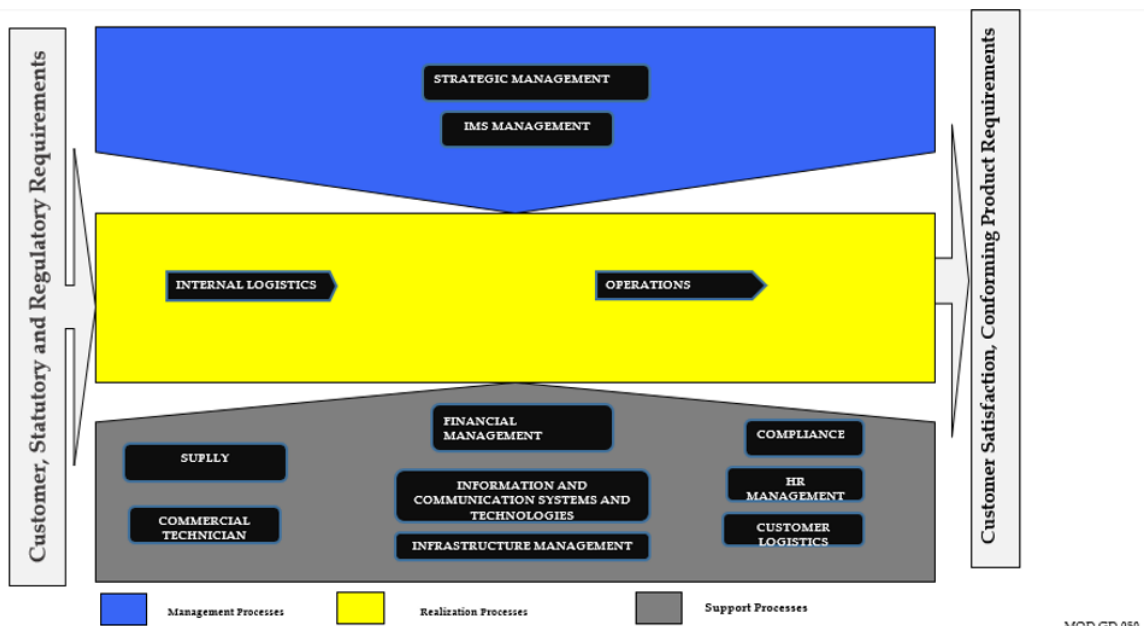 Customer, Statutory and Regulatory Requirements
STRATEGIC MANAGEMENT
IMS MANAGEMENT
INTERNAL LOGISTICS
OPERATIONS
FINANCIAL
MANAGEMENT
SUPLLY
COMMERCIAL
TECHNICIAN
INFORMATION AND
COMMUNICATION SYSTEMS AND
TECHNOLOGIES
INFRASTRUCTURE MANAGEMENT
COMPLIANCE
HR
MANAGEMENT
CUSTOMER
LOGISTICS
Customer Satisfaction, Conforming Product Requirements
Management Processes
Realization Processes
Support Processes